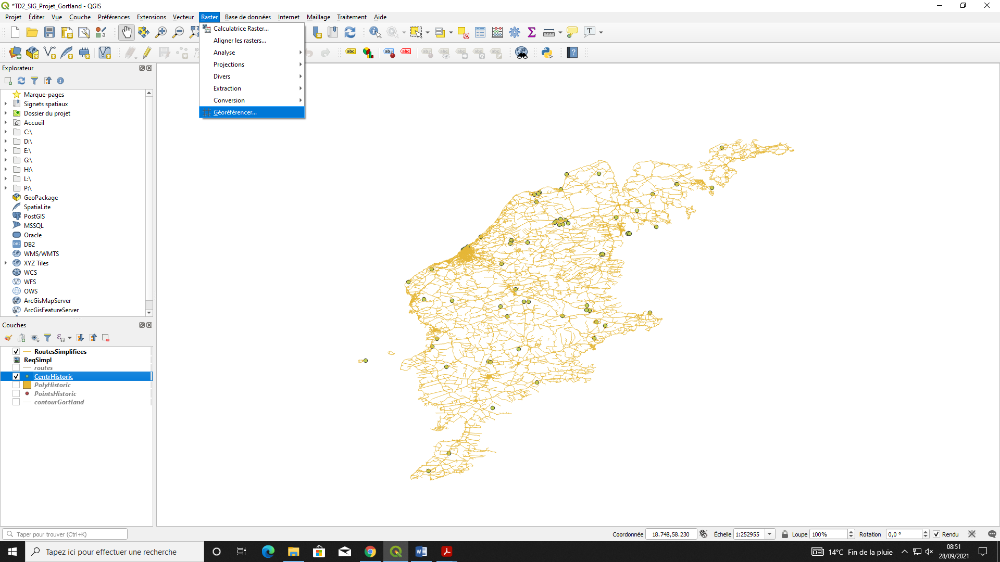 *TD2_SIG_Projet_Gortland - QGIS
Projet Éditer Vue Couche Préférences Extensions Vecteur Raster Base de données Internet Maillage Traitement Aide
Calculatrice Raster...
Aligner les rasters...
Analyse
Projections
Divers
Extraction
Conversion
Géoréférencer...
Explorateur
Marque-pages
Signets spatiaux
Dossier du projet
Accueil
C:\
D:\
E:\
G:\
H:\
L:\
P:\
GeoPackage
SpatiaLite
PostGIS
MSSQL
Oracle
DB2
WMS/WMTS
XYZ Tiles
WCS
WFS
OWS
ArcGisMapServer
ArcGisFeatureServer
Couches
RoutesSimplifiees
ReqSimpl
routes
CentrHistoric
PolyHistoric
PointsHistoric
contourGortland
Taper pour trouver (Ctrl+K)
Coordonnée 18.748,58.230 Échelle 1:252955 Loupe 100% Rotation 0,0 ° Rendu
Tapez ici pour effectuer une recherche
14°C Fin de la pluie
08:51
28/09/2021